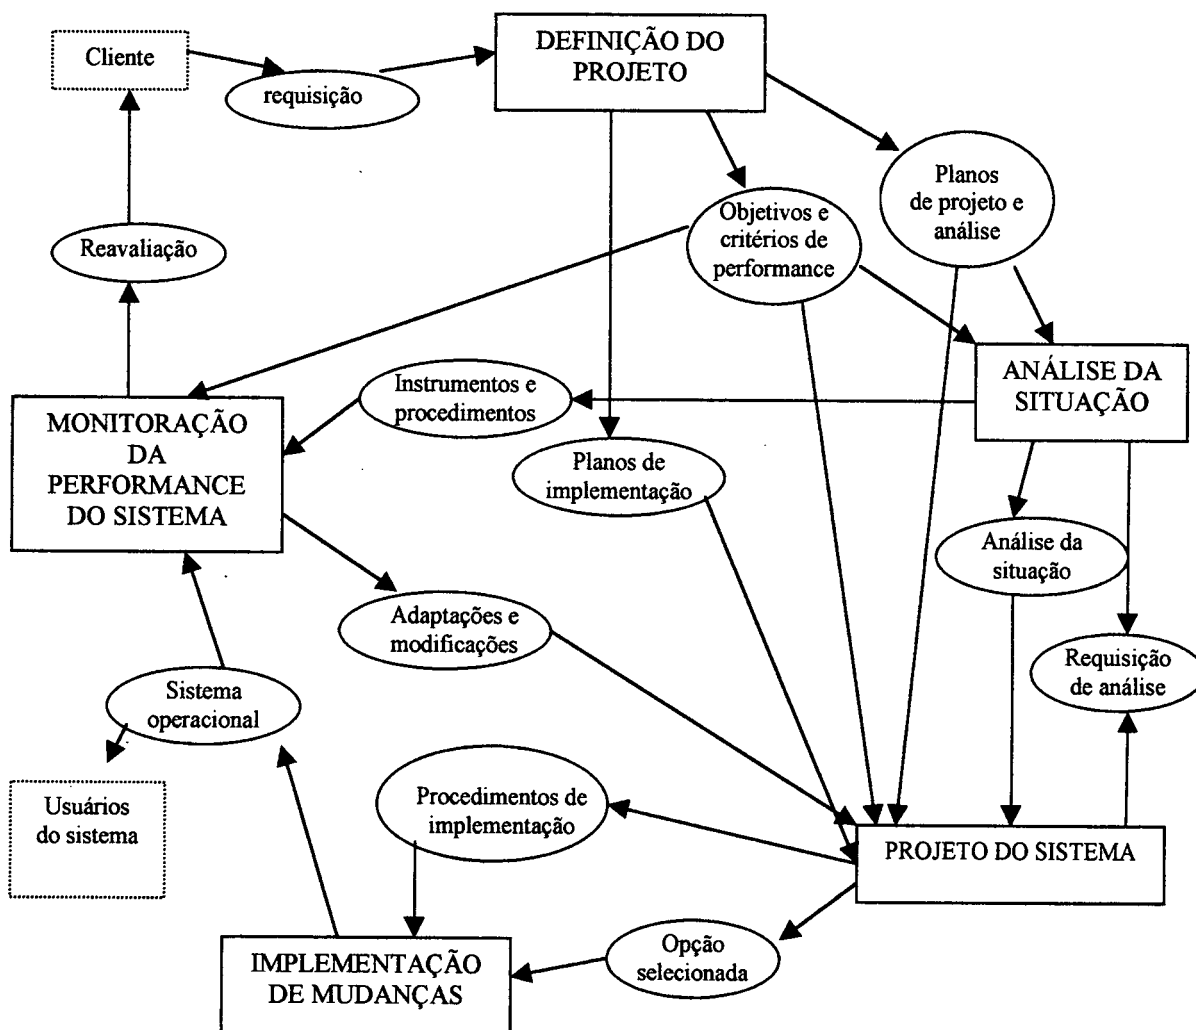 Cliente
requisição
DEFINIÇÃO DO
PROJETO
Planos
de projeto e
análise
Objetivos e
critérios de
performance
Reavaliação
ANÁLISE DA
SITUAÇÃO
Instrumentos e
procedimentos
MONITORAÇÃO
DA
PERFORMANCE
DO SISTEMA
Planos de
implementação
Análise da
situação
Adaptações e
modificações
Requisição
de análise
Sistema
operacional
Usuários
do sistema
Procedimentos de
implementação
PROJETO DO SISTEMA
Opção
selecionada
IMPLEMENTAÇÃO
DE MUDANÇAS